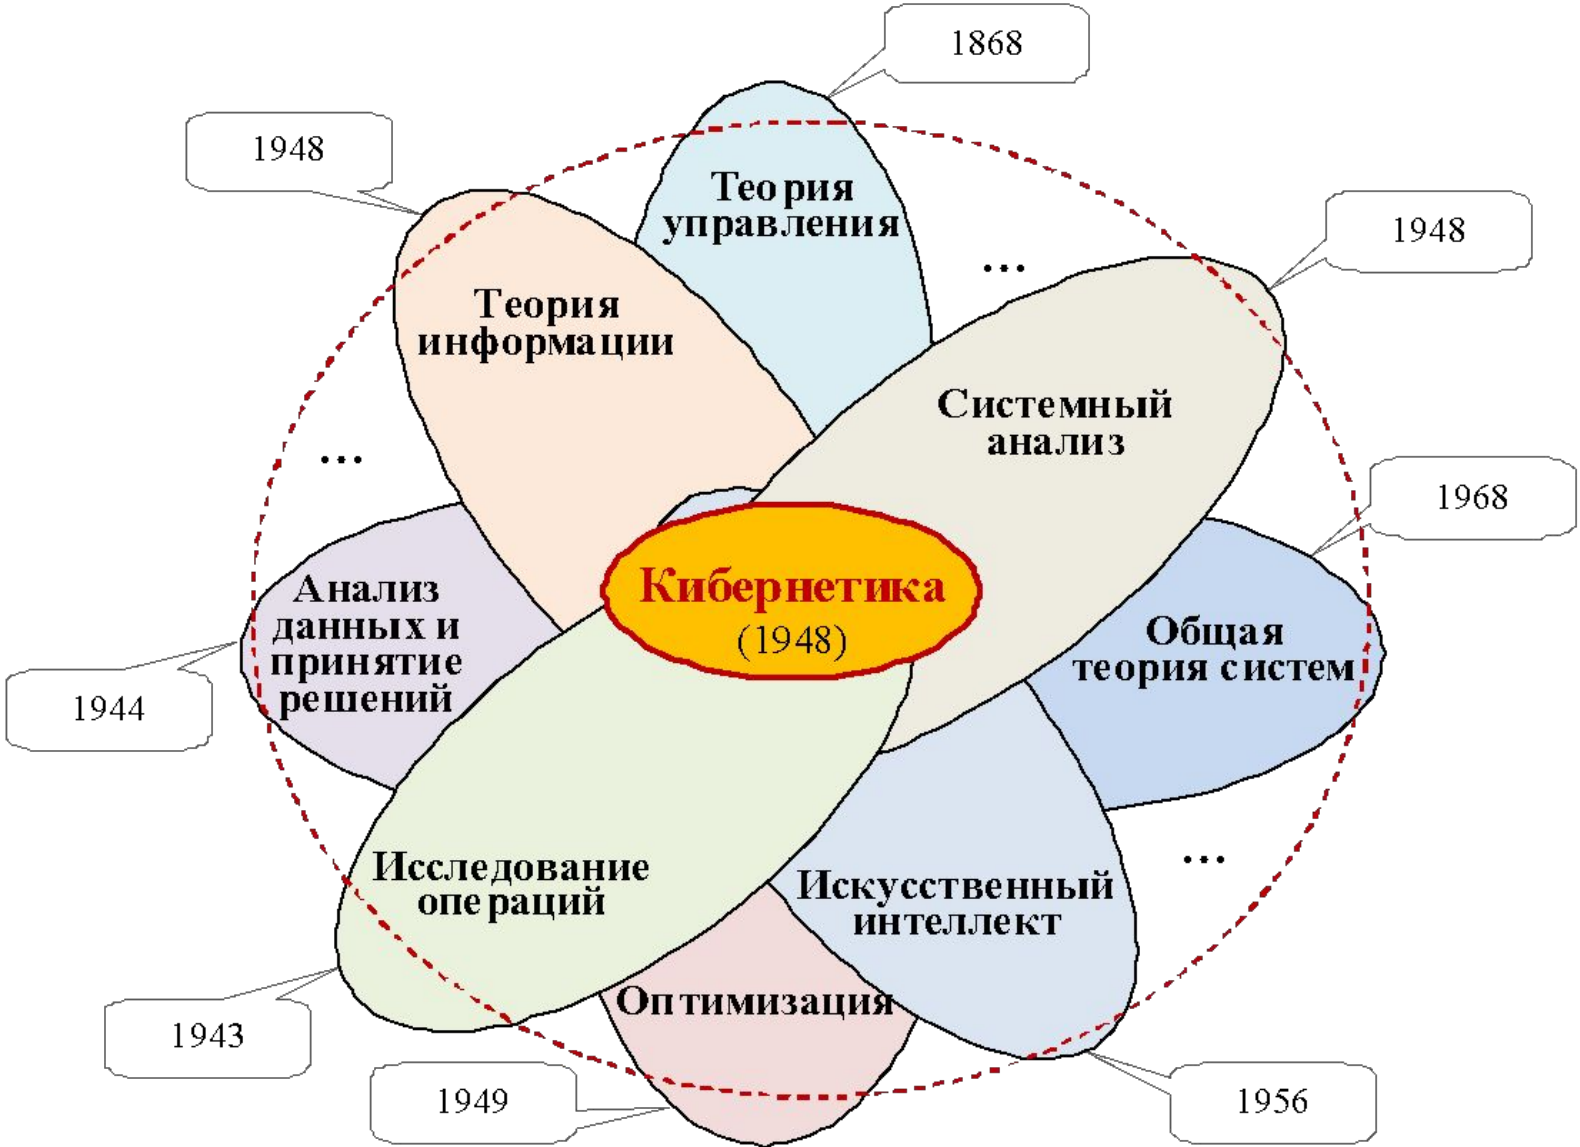 1868
1948
Теория
управления
1948
...
Теория
информации
Системный
анализ
...
1968
Кибернетика
(1948)
Анализ
данных и
принятие
решений
Общая
теория систем
1944
...
Исследование
операций
Искусственный
интеллект
Оптимизация
1943
1949
1956